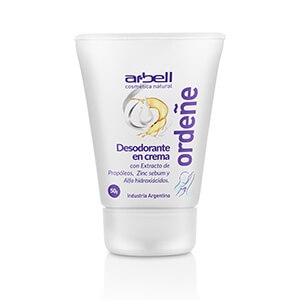 arbell
cosmética natural
Desodorante
en crema
con Extracto de
Propóleos, Zinc sebum y
Alfa hidroxiácidos.
50g
Industria Argentina
ordeñe